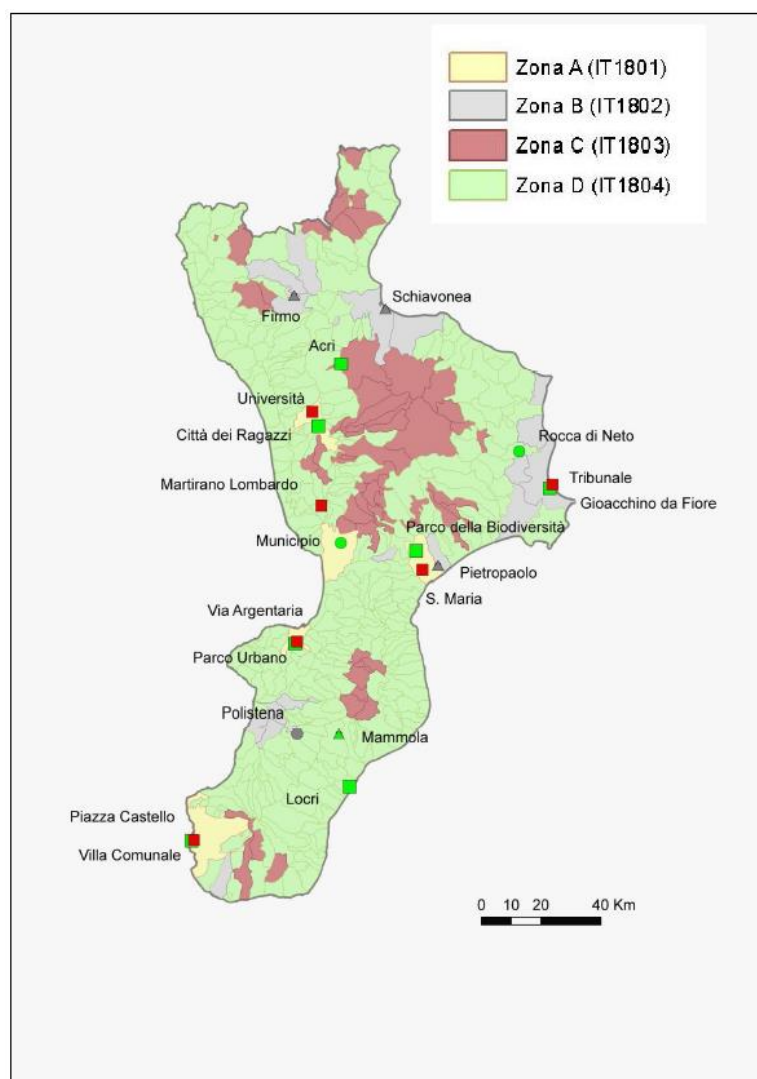 Zona A (IT1801)
Zona B (IT1802)
Zona C (IT1803)
Zona D (IT1804)
Schiavonea
Firmo
Acri
Università
Città dei Ragazzi
Rocca di Neto
Martirano Lombardo
Tribunale
Gioacchino da Fiore
Parco della Biodiversità
Municipio
Pietropaolo
S. Maria
Via Argentaria
Parco Urbano
Polistena
Mammola
Locri
Piazza Castello
Villa Comunale
0 10 20 40 Km